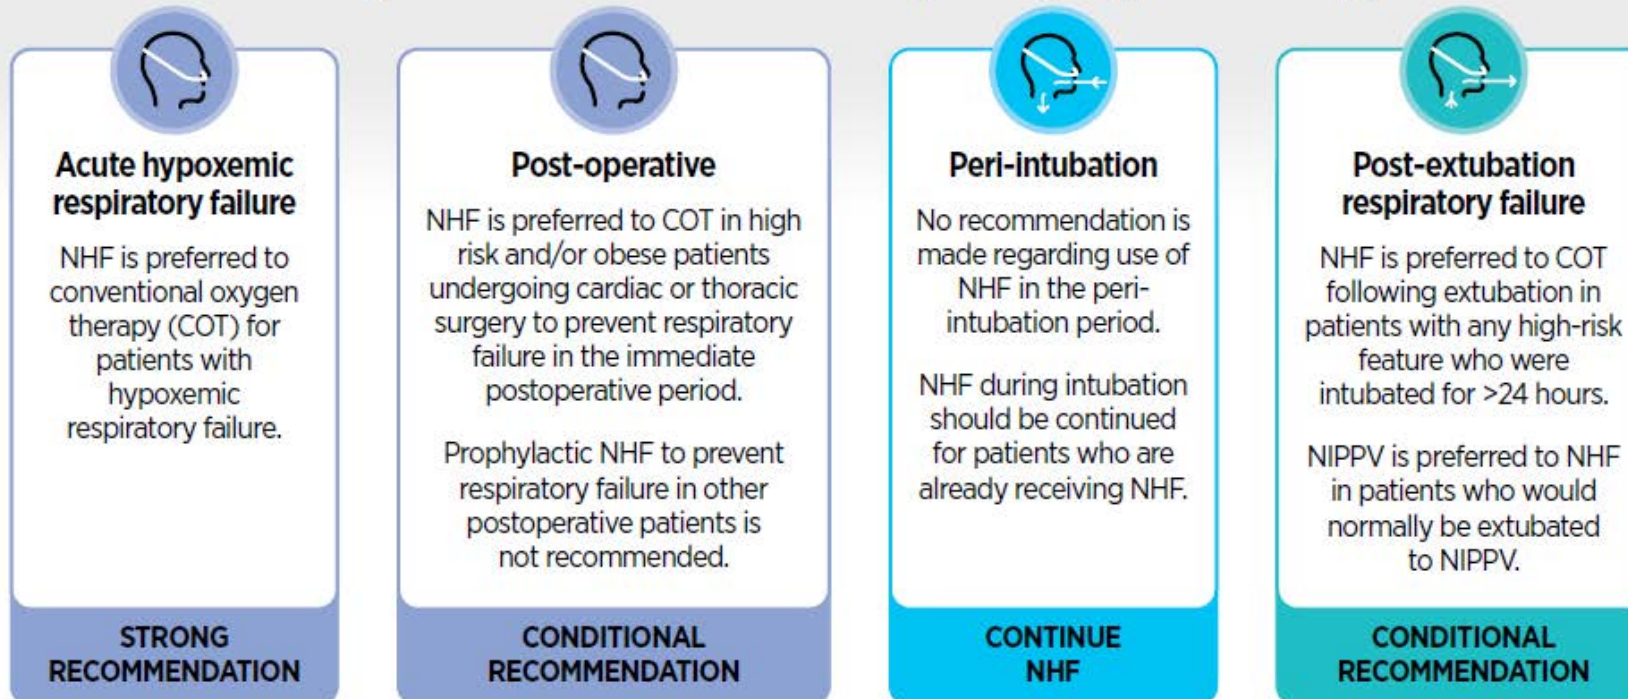 Acute hypoxemic
respiratory failure
NHF is preferred to
conventional oxygen
therapy (COT) for
patients with
hypoxemic
respiratory failure.
STRONG
RECOMMENDATION
Post-operative
NHF is preferred to COT in high
risk and/or obese patients
undergoing cardiac or thoracic
surgery to prevent respiratory
failure in the immediate
postoperative period.
Prophylactic NHF to prevent
respiratory failure in other
postoperative patients is
not recommended.
CONDITIONAL
RECOMMENDATION
Peri-intubation
No recommendation is
made regarding use of
NHF in the peri-
intubation period.
NHF during intubation
should be continued
for patients who are
already receiving NHF.
CONTINUE
NHF
Post-extubation
respiratory failure
NHF is preferred to COT
following extubation in
patients with any high-risk
feature who were
intubated for >24 hours.
NIPPV is preferred to NHF
in patients who would
normally be extubated
to NIPPV.
CONDITIONAL
RECOMMENDATION